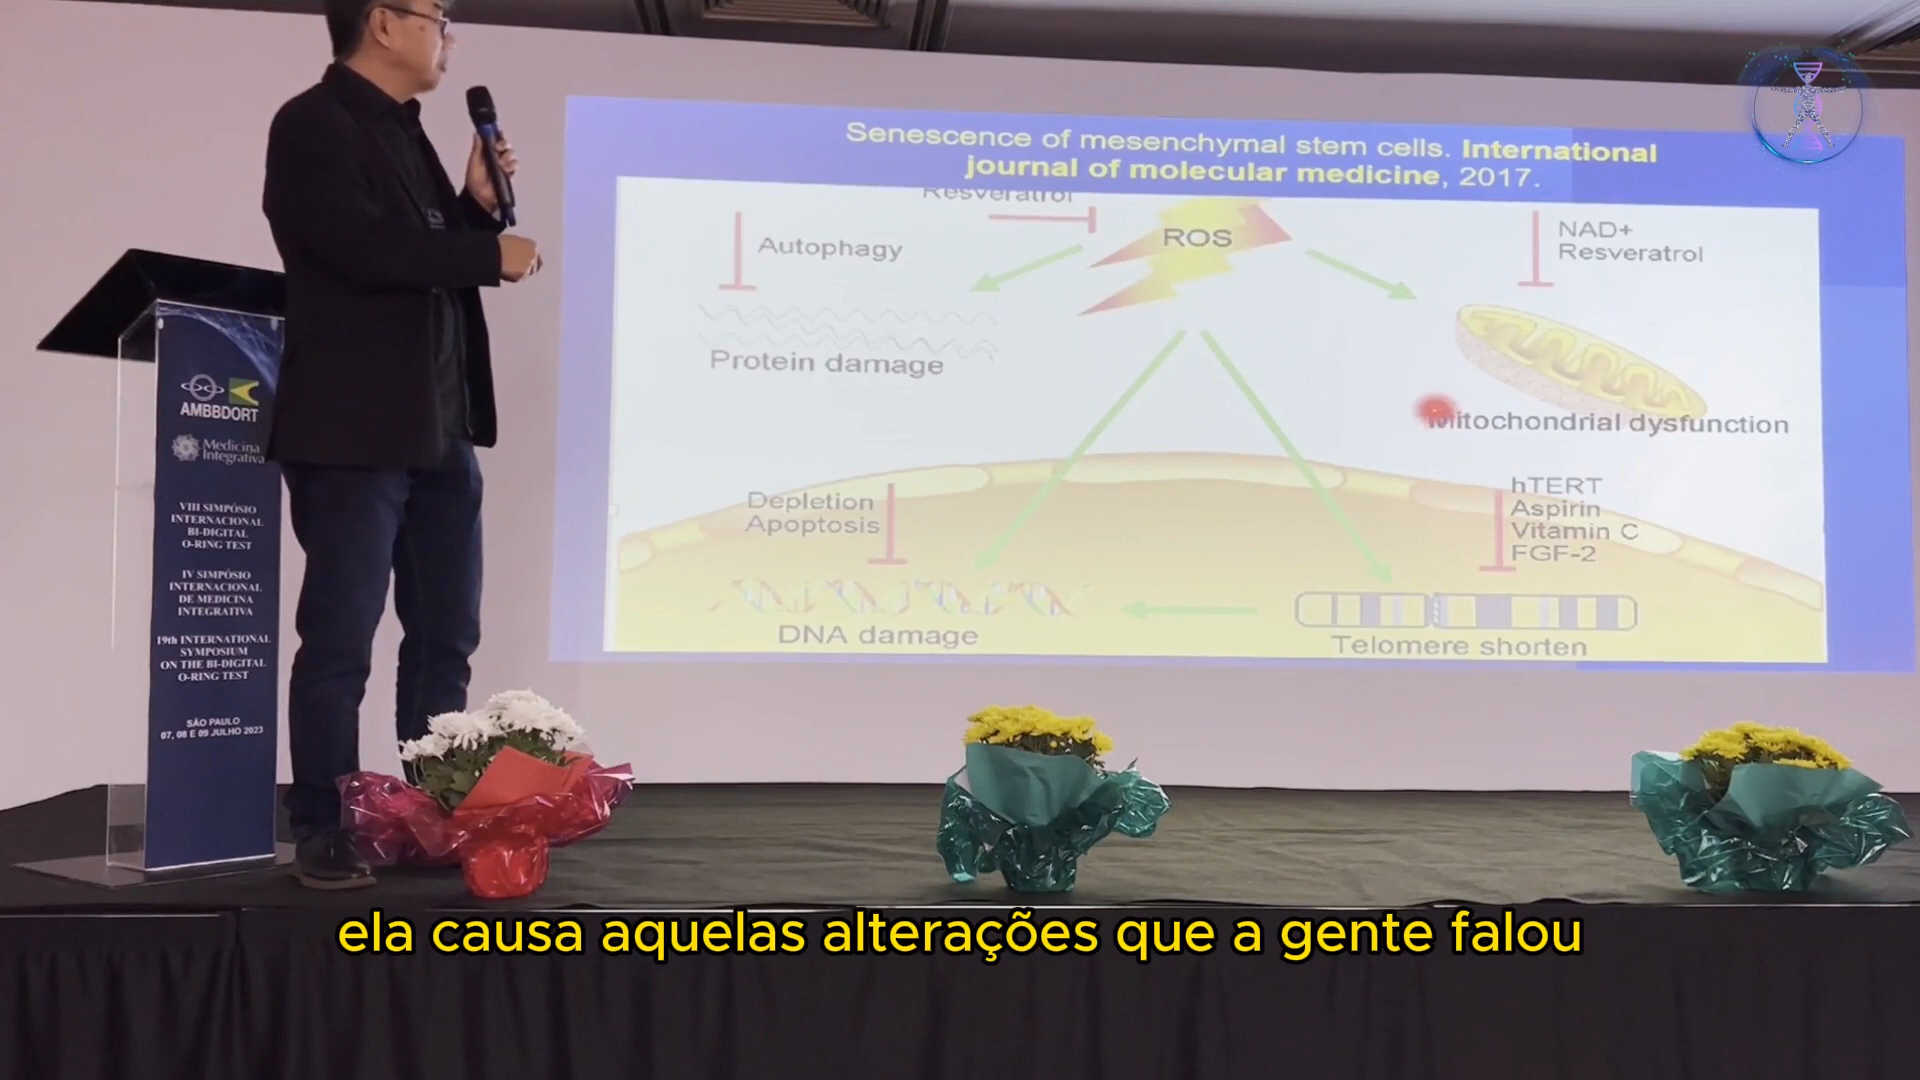 Senescence of mesenchymal stem cells. International
journal of molecular medicine, 2017.
Resveratrol
ROS
Autophagy
NAD+
Resveratrol
Protein damage
Mitochondrial dysfunction
Depletion
Apoptosis
hTERT
Aspirin
Vitamin C
FGF-2
DNA damage
Telomere shorten
AMBBDORT
Medicina
Integrativa
VIII SIMPÓSIO
INTERNACIONAL
BI-DIGITAL
O-RING TEST
IV SIMPÓSIO
INTERNACIONAL
DE MEDICINA
INTEGRATIVA
19th INTERNATIONAL
SYMPOSIUM
ON THE BI-DIGITAL
O-RING TEST
SÃO PAULO
07, 08 E 09 JULHO 2023
ela causa aquelas alterações que a gente falou